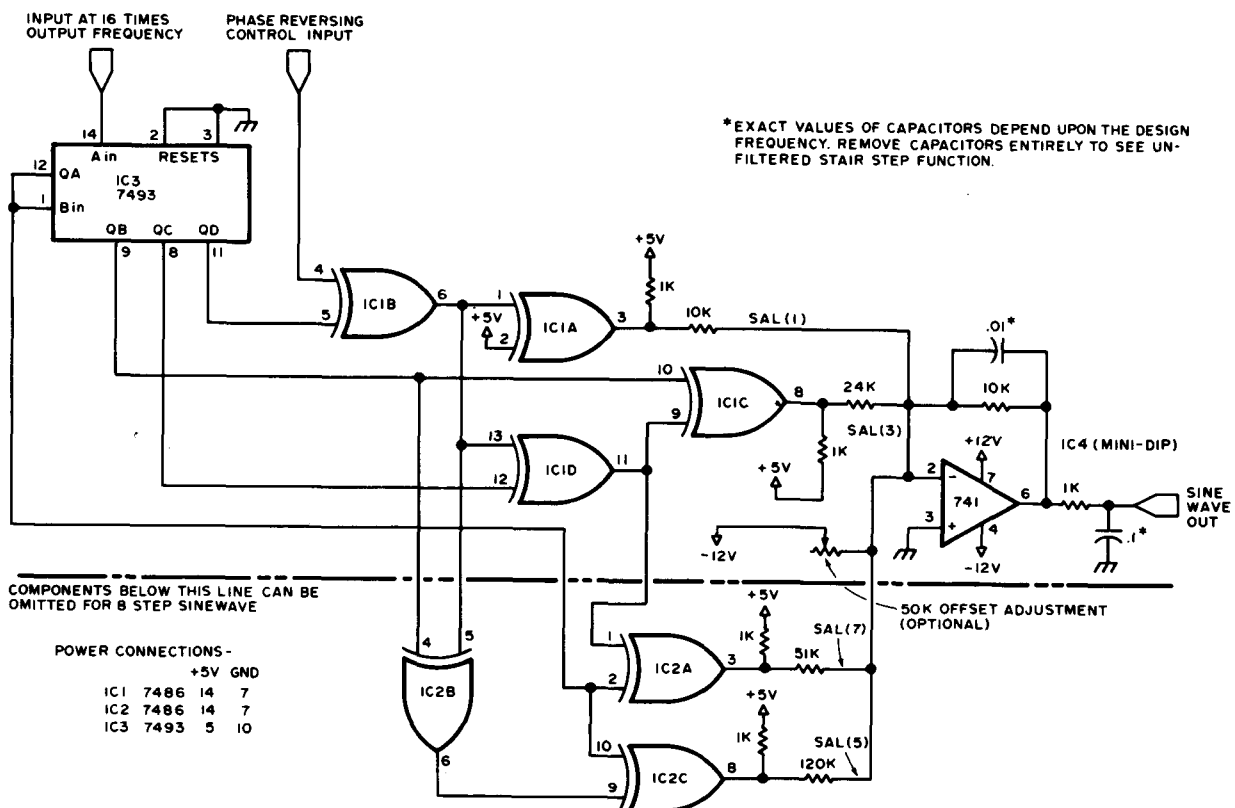 INPUT AT 16 TIMES
OUTPUT FREQUENCY
PHASE REVERSING
CONTROL INPUT
*EXACT VALUES OF CAPACITORS DEPEND UPON THE DESIGN
FREQUENCY. REMOVE CAPACITORS ENTIRELY TO SEE UN-
FILTERED STAIR STEP FUNCTION.
14
2
3
12
QA
A in
RESETS
IC3
7493
1
B in
QB
QC
QD
9
8
11
4
5
IC1B
6
+5V
1K
1
+5V
2
IC1A
3
10K
SAL(1)
.01*
10K
10
9
IC1C
8
24K
SAL(3)
1K
+5V
13
12
IC1D
11
IC4 (MINI-DIP)
+12V
7
2
-
741
6
3
+
4
-12V
1K
.1*
SINE
WAVE
OUT
-12V
COMPONENTS BELOW THIS LINE CAN BE
OMITTED FOR 8 STEP SINEWAVE
50K OFFSET ADJUSTMENT
(OPTIONAL)
POWER CONNECTIONS-
+5V GND
IC1 7486 14 7
IC2 7486 14 7
IC3 7493 5 10
4
5
IC2B
6
1
2
IC2A
3
+5V
1K
51K
SAL(7)
10
9
IC2C
8
+5V
1K
120K
SAL(5)